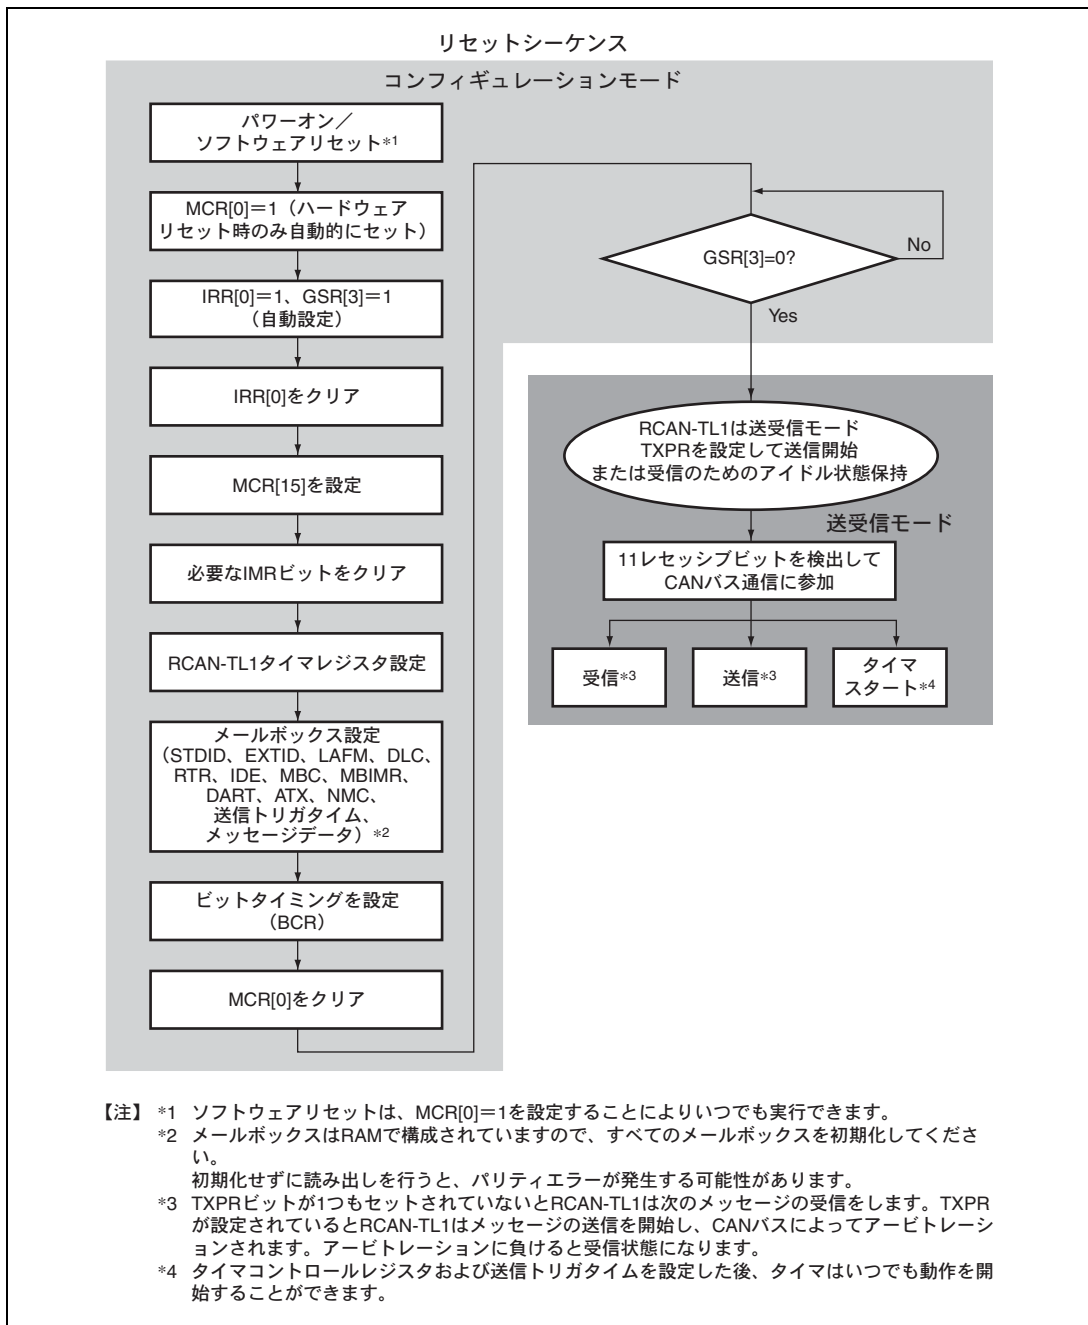 リセットシーケンス
コンフィギュレーションモード
パワーオン／
ソフトウェアリセット*1
MCR[0]＝1（ハードウェア
リセット時のみ自動的にセット）
IRR[0]＝1、GSR[3]＝1
（自動設定）
IRR[0]をクリア
MCR[15]を設定
必要なIMRビットをクリア
RCAN-TL1タイマレジスタ設定
メールボックス設定
（STDID、EXTID、LAFM、DLC、
RTR、IDE、MBC、MBIMR、
DART、ATX、NMC、
送信トリガタイム、
メッセージデータ）*2
ビットタイミングを設定
（BCR）
MCR[0]をクリア
GSR[3]=0?
No
Yes
RCAN-TL1は送受信モード
TXPRを設定して送信開始
または受信のためのアイドル状態保持
送受信モード
11レセッシブビットを検出して
CANバス通信に参加
受信*3
送信*3
タイマ
スタート*4
【注】 *1 ソフトウェアリセットは、MCR[0]＝1を設定することによりいつでも実行できます。
*2 メールボックスはRAMで構成されていますので、すべてのメールボックスを初期化してくださ
い。
初期化せずに読み出しを行うと、パリティエラーが発生する可能性があります。
*3 TXPRビットが1つもセットされていないとRCAN-TL1は次のメッセージの受信をします。TXPR
が設定されているとRCAN-TL1はメッセージの送信を開始し、CANバスによってアービトレーシ
ョンされます。アービトレーションに負けると受信状態になります。
*4 タイマコントロールレジスタおよび送信トリガタイムを設定した後、タイマはいつでも動作を開
始することができます。